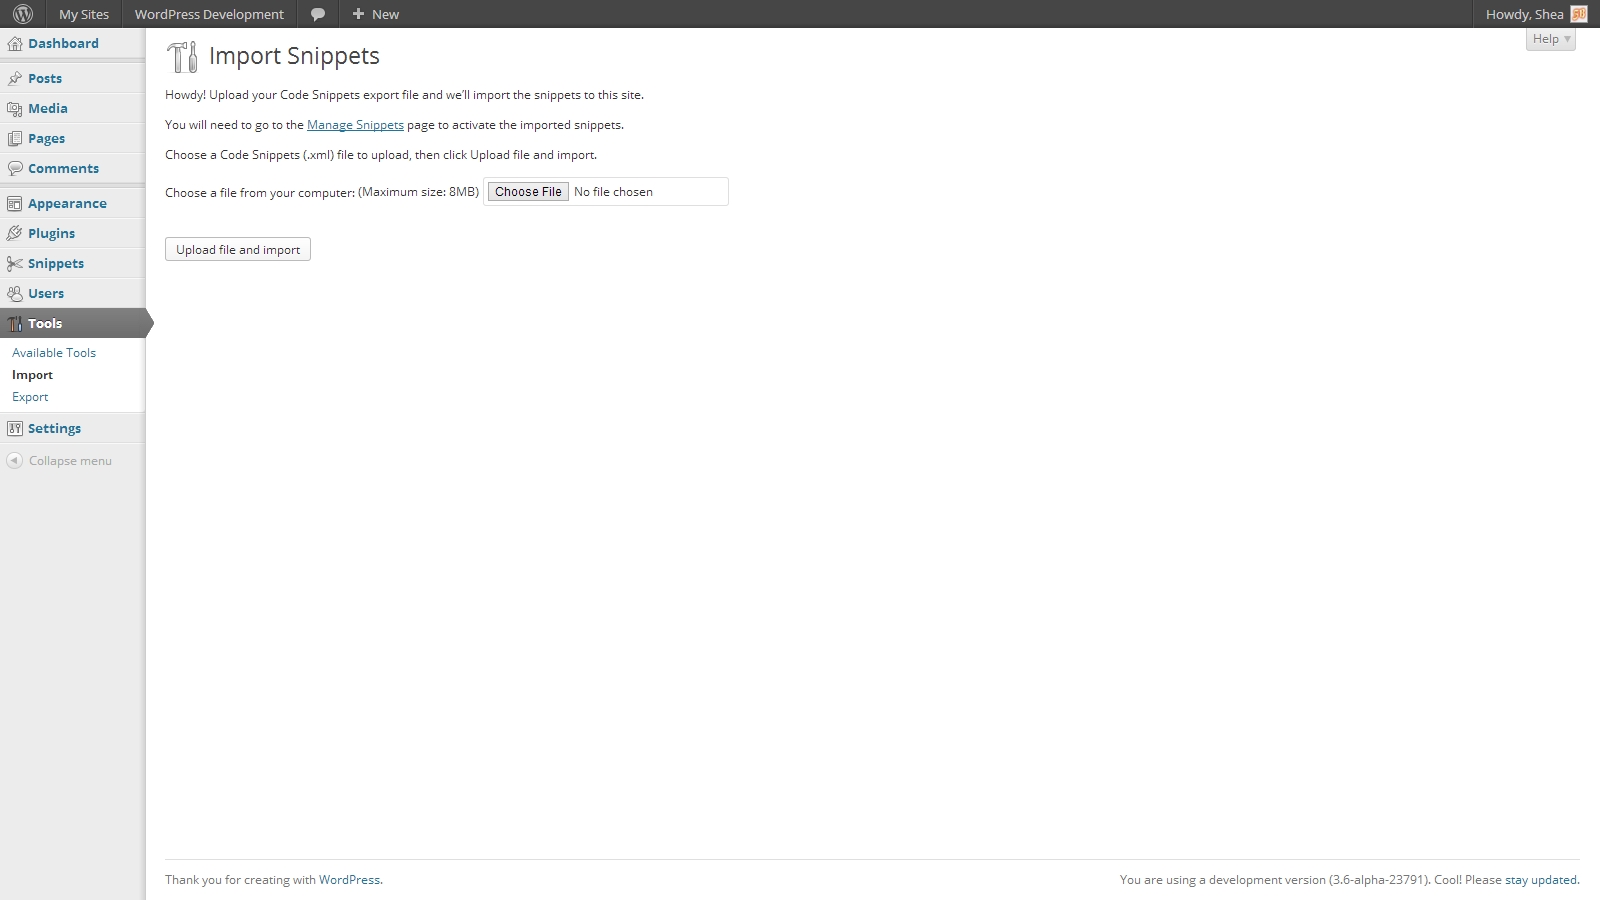 My Sites
WordPress Development
New
Howdy, Shea
Help
Dashboard
Posts
Media
Pages
Comments
Appearance
Plugins
Snippets
Users
Tools
Available Tools
Import
Export
Settings
Collapse menu
Import Snippets
Howdy! Upload your Code Snippets export file and we'll import the snippets to this site.
You will need to go to the Manage Snippets page to activate the imported snippets.
Choose a Code Snippets (.xml) file to upload, then click Upload file and import.
Choose a file from your computer: (Maximum size: 8MB) Choose File No file chosen
Upload file and import
Thank you for creating with WordPress.
You are using a development version (3.6-alpha-23791). Cool! Please stay updated.